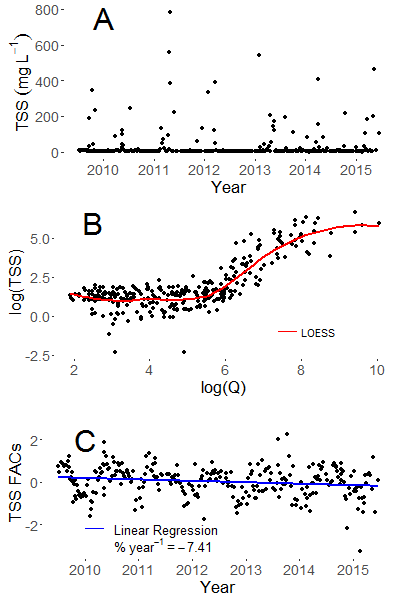 A
800
600
400
200
0
TSS (mg L⁻¹)
2010 2011 2012 2013 2014 2015
Year
B
5.0
2.5
0.0
-2.5
log(TSS)
LOESS
2 4 6 8 10
log(Q)
C
2
0
-2
TSS FACs
Linear Regression
% year⁻¹ = −7.41
2010 2011 2012 2013 2014 2015
Year